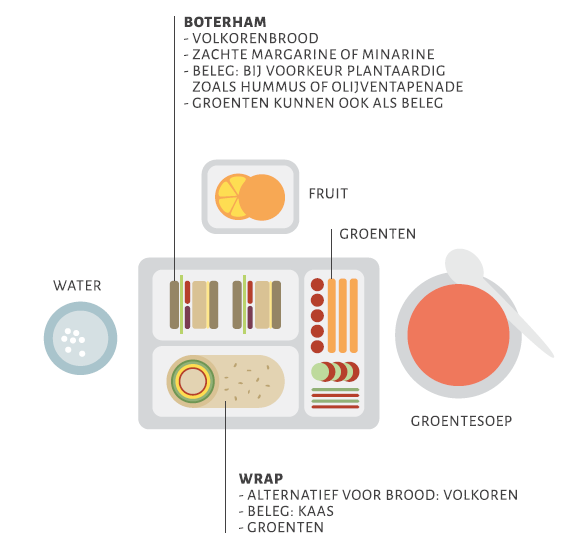 BOTERHAM
- VOLKORENBROOD
- ZACHTE MARGARINE OF MINARINE
- BELEG: BIJ VOORKEUR PLANTAARDIG
ZOALS HUMMUS OF OLIJVENTAPENADE
- GROENTEN KUNNEN OOK ALS BELEG
FRUIT
GROENTEN
WATER
GROENTESOEP
WRAP
- ALTERNATIEF VOOR BROOD: VOLKOREN
- BELEG: KAAS
- GROENTEN